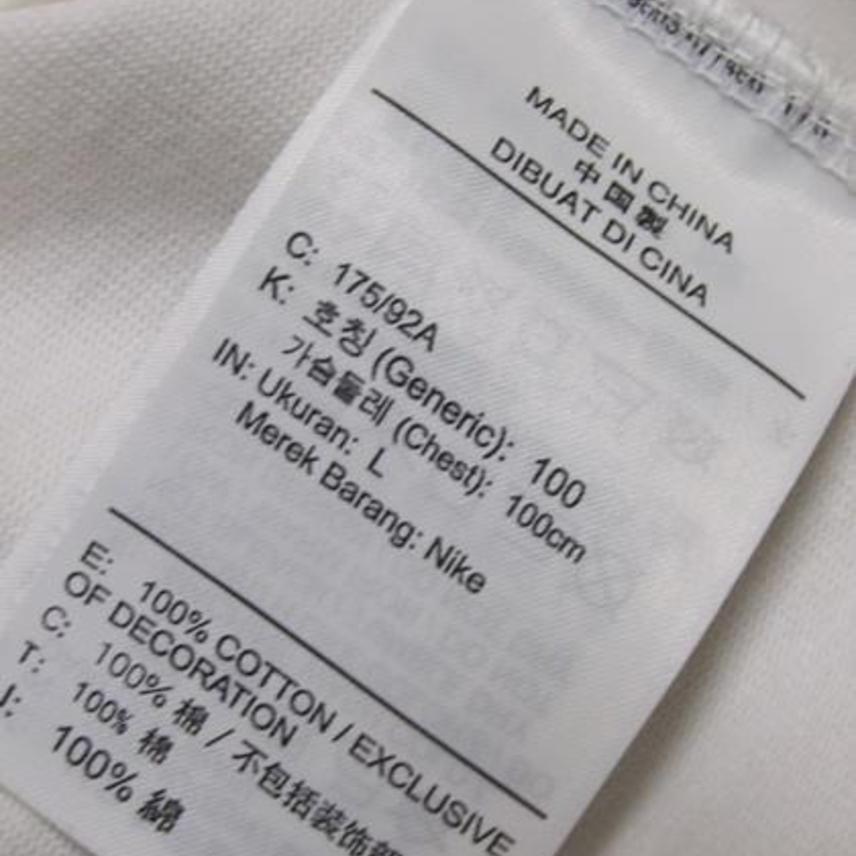 MADE IN CHINA
中国製
DIBUAT DI CINA
C: 175/92A
K: 호칭 (Generic): 100
가슴둘레 (Chest): 100cm
IN: Ukuran: L
Merek Barang: Nike
E: 100% COTTON / EXCLUSIVE
OF DECORATION
C: 100% 棉 / 不包括装饰部
T: 100% 棉
J: 100% 綿